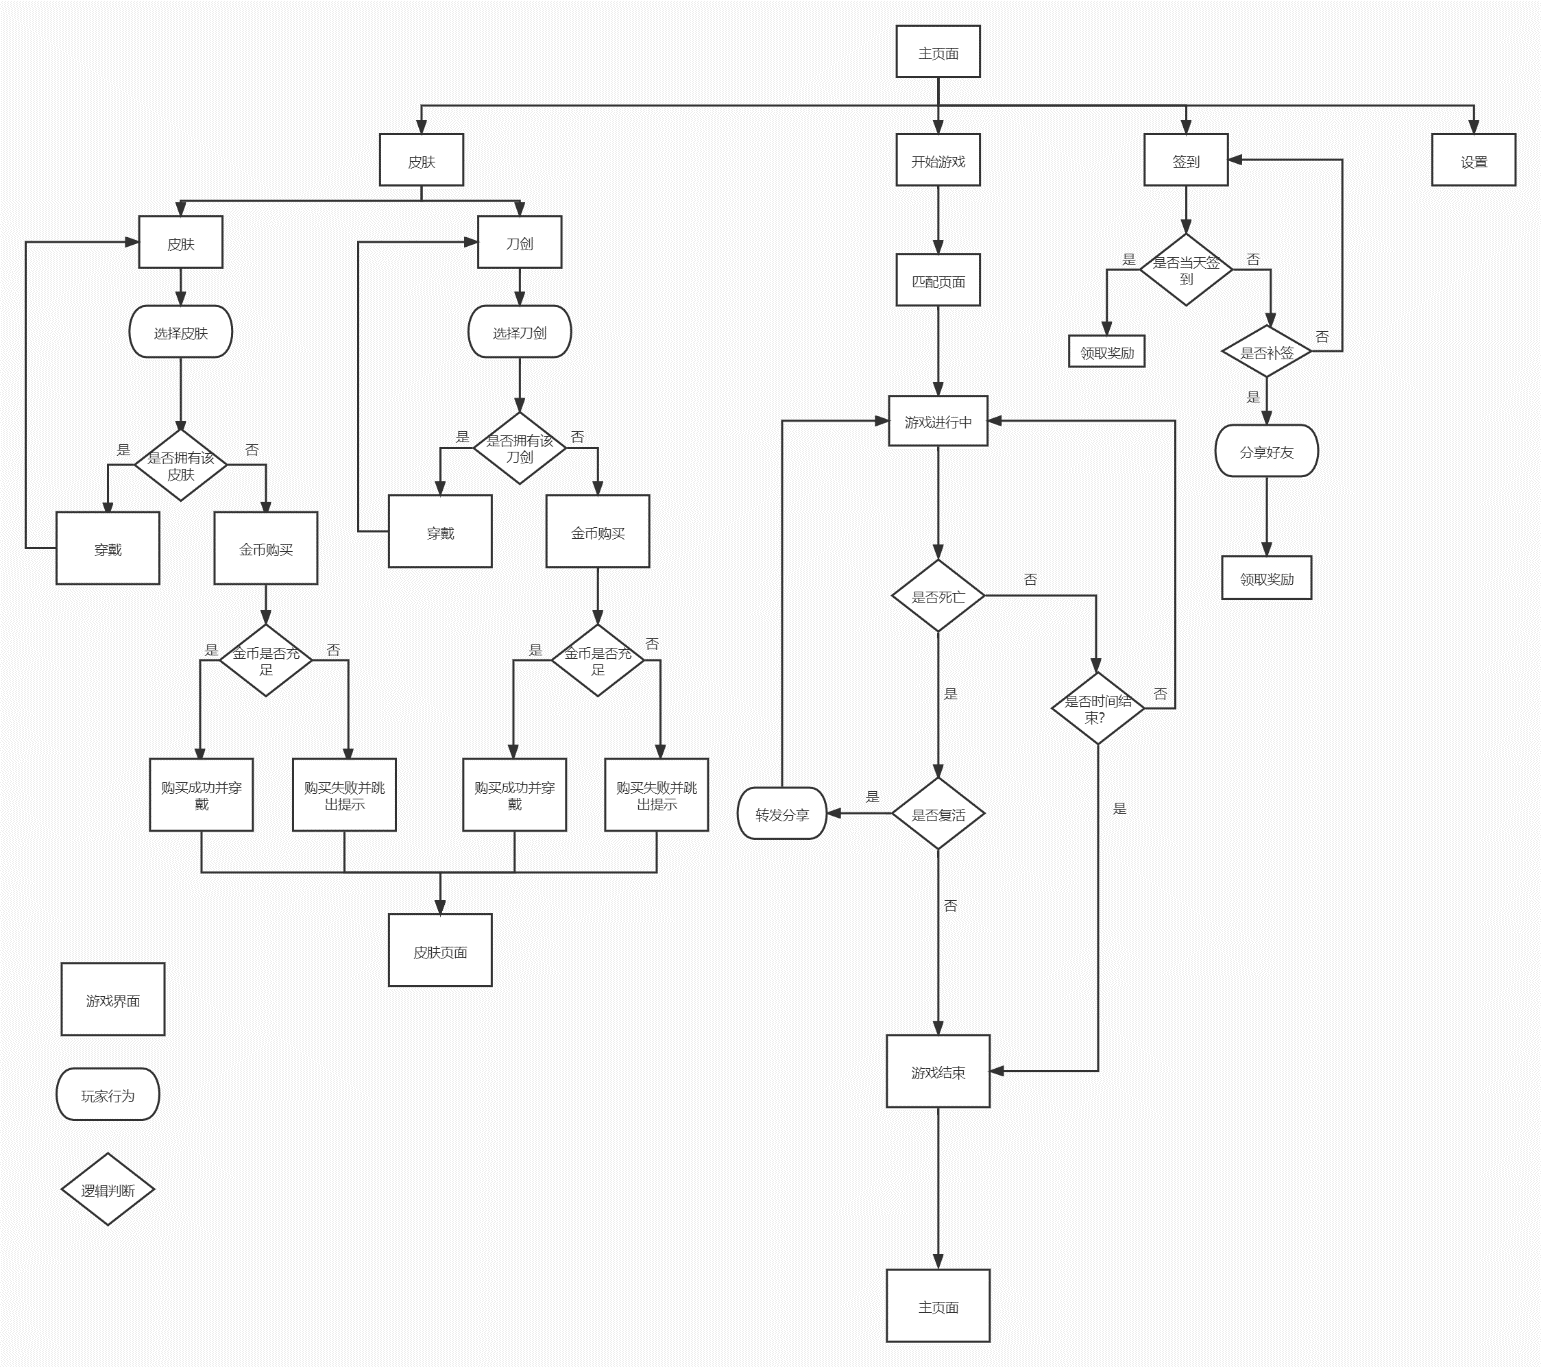 主页面
皮肤
开始游戏
签到
设置
皮肤
刀剑
匹配页面
是
是否当天签
到
否
选择皮肤
选择刀剑
领取奖励
是否补签
否
是
游戏进行中
分享好友
是
是否拥有该
皮肤
否
是
是否拥有该
刀剑
否
穿戴
金币购买
穿戴
金币购买
是否死亡
否
领取奖励
是
金币是否充
足
否
是
金币是否充
足
否
是
是否时间结
束?
否
购买成功并穿
戴
购买失败并跳
出提示
购买成功并穿
戴
购买失败并跳
出提示
转发分享
是
是否复活
是
否
皮肤页面
游戏界面
游戏结束
玩家行为
逻辑判断
主页面